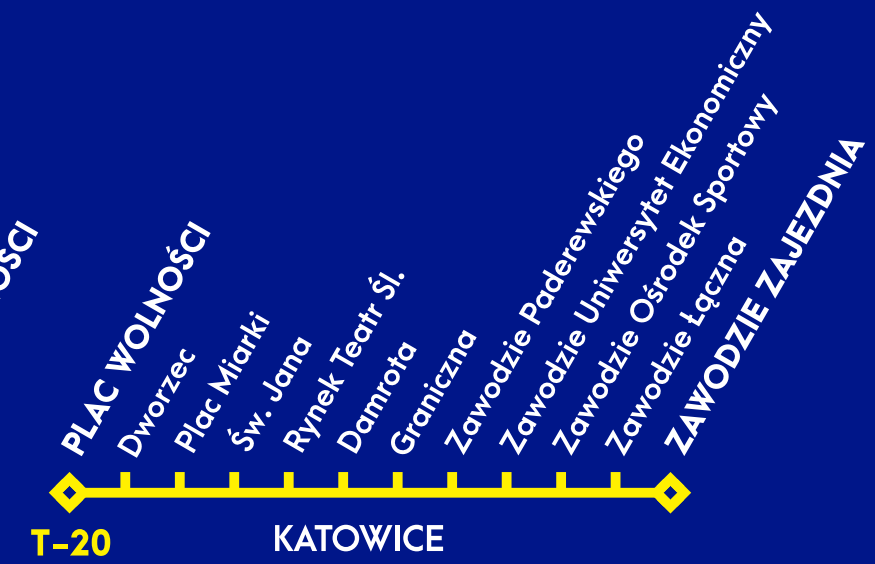 PLAC WOLNOŚCI
Dworzec
Plac Miarki
Św. Jana
Rynek Teatr Śl.
Damrota
Graniczna
Zawodzie Paderewskiego
Zawodzie Uniwersytet Ekonomiczny
Zawodzie Ośrodek Sportowy
Zawodzie Łączna
ZAWODZIE ZAJEZDNIA
T-20
KATOWICE